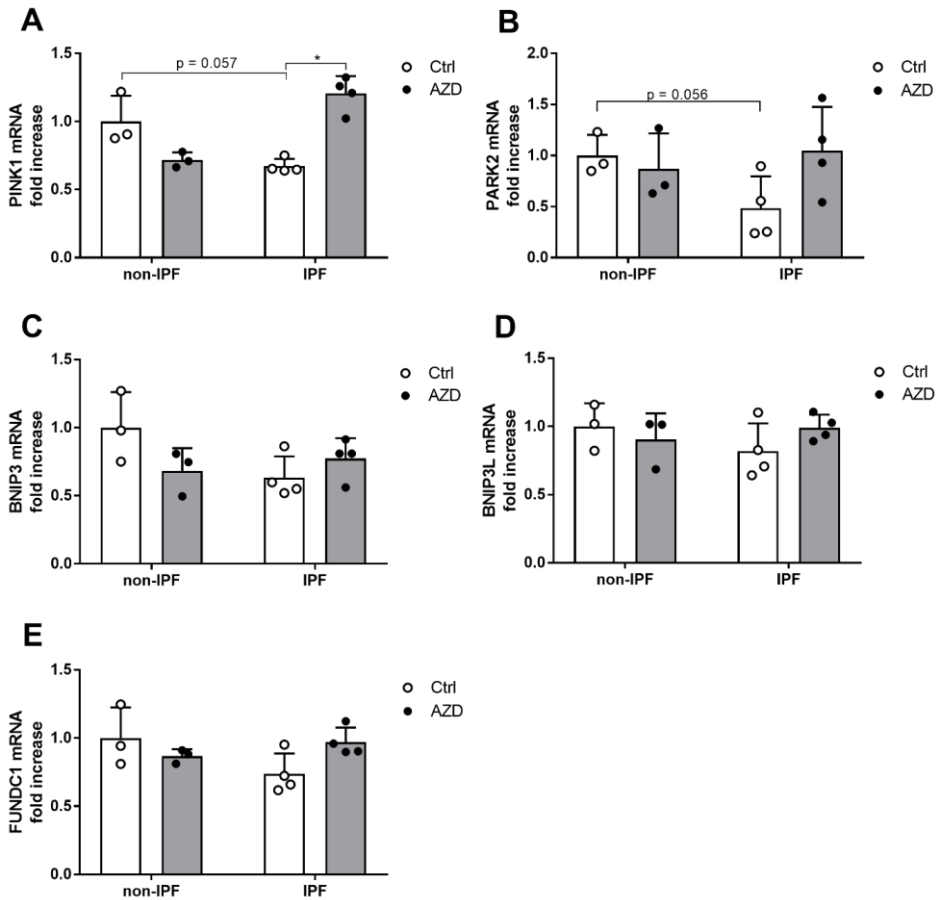 A
PINK1 mRNA
fold increase
1.5
1.0
0.5
0.0
p = 0.057
*
non-IPF
IPF
Ctrl
AZD
B
PARK2 mRNA
fold increase
2.0
1.5
1.0
0.5
0.0
p = 0.056
non-IPF
IPF
Ctrl
AZD
C
BNIP3 mRNA
fold increase
1.5
1.0
0.5
0.0
non-IPF
IPF
Ctrl
AZD
D
BNIP3L mRNA
fold increase
1.5
1.0
0.5
0.0
non-IPF
IPF
Ctrl
AZD
E
FUNDC1 mRNA
fold increase
1.5
1.0
0.5
0.0
non-IPF
IPF
Ctrl
AZD